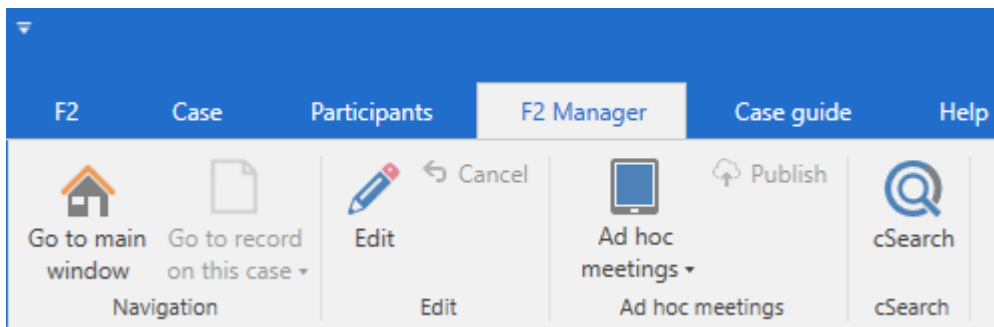 F2 Case Participants F2 Manager Case guide Help
Go to main window
Go to record on this case
Edit
Cancel
Ad hoc meetings
Publish
cSearch
Navigation Edit Ad hoc meetings cSearch